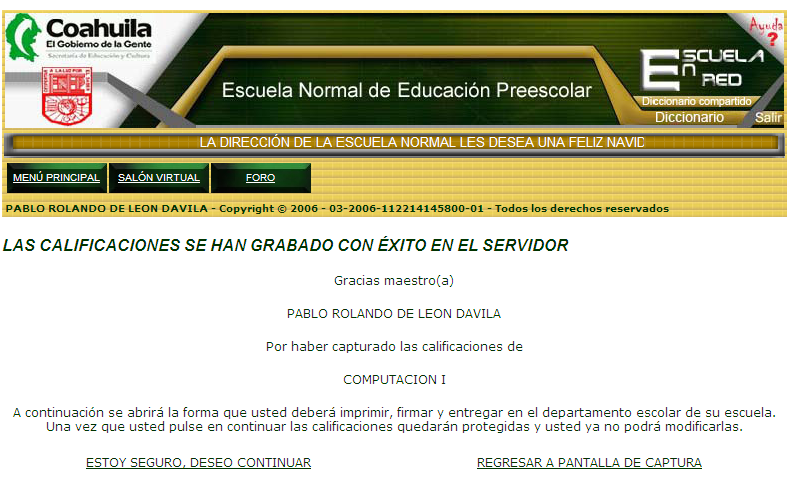 Coahuila
El Gobierno de la Gente
Secretaría de Educación y Cultura
Ayuda
?
Escuela Normal de Educación Preescolar
ESCUELA
EN
RED
Diccionario compartido
Diccionario
Salir
LA DIRECCIÓN DE LA ESCUELA NORMAL LES DESEA UNA FELIZ NAVID
MENÚ PRINCIPAL SALÓN VIRTUAL FORO
PABLO ROLANDO DE LEON DAVILA - Copyright © 2006 - 03-2006-112214145800-01 - Todos los derechos reservados
LAS CALIFICACIONES SE HAN GRABADO CON ÉXITO EN EL SERVIDOR
Gracias maestro(a)
PABLO ROLANDO DE LEON DAVILA
Por haber capturado las calificaciones de
COMPUTACION I
A continuación se abrirá la forma que usted deberá imprimir, firmar y entregar en el departamento escolar de su escuela.
Una vez que usted pulse en continuar las calificaciones quedarán protegidas y usted ya no podrá modificarlas.
ESTOY SEGURO, DESEO CONTINUAR REGRESAR A PANTALLA DE CAPTURA